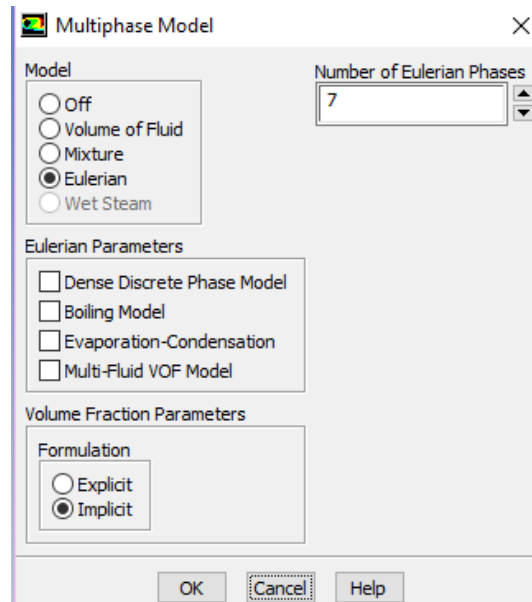 Multiphase Model
Model
Off
Volume of Fluid
Mixture
Eulerian
Wet Steam
Number of Eulerian Phases
7
Eulerian Parameters
Dense Discrete Phase Model
Boiling Model
Evaporation-Condensation
Multi-Fluid VOF Model
Volume Fraction Parameters
Formulation
Explicit
Implicit
OK
Cancel
Help